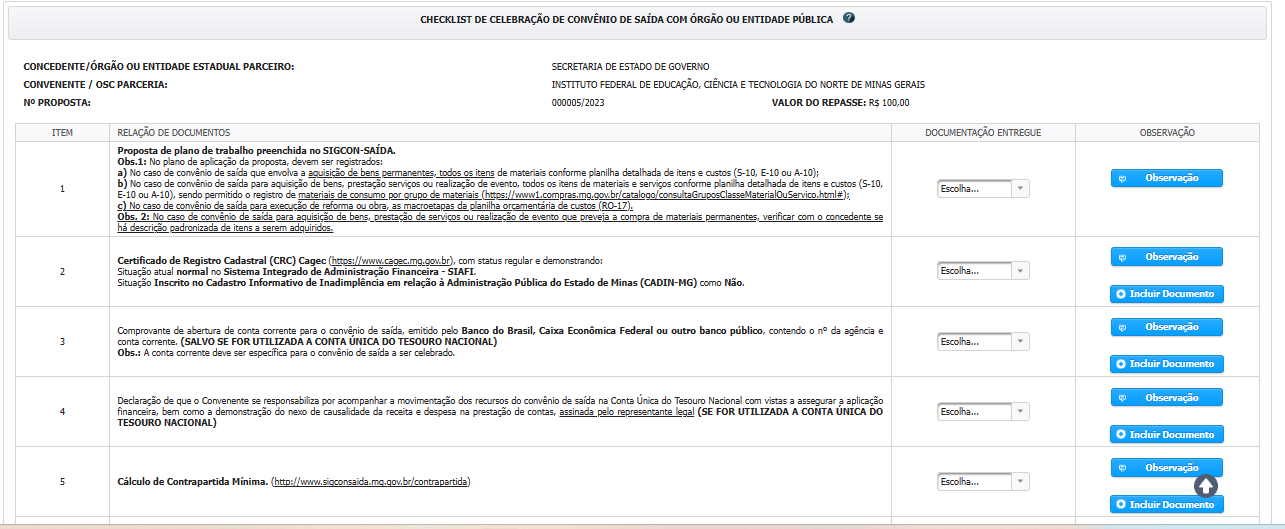 CHECKLIST DE CELEBRAÇÃO DE CONVÊNIO DE SAÍDA COM ÓRGÃO OU ENTIDADE PÚBLICA ?
CONCEDENTE/ÓRGÃO OU ENTIDADE ESTADUAL PARCEIRO: SECRETARIA DE ESTADO DE GOVERNO
CONVENENTE / OSC PARCERIA: INSTITUTO FEDERAL DE EDUCAÇÃO, CIÊNCIA E TECNOLOGIA DO NORTE DE MINAS GERAIS
Nº PROPOSTA: 000005/2023 VALOR DO REPASSE: R$ 100,00
ITEM RELAÇÃO DE DOCUMENTOS DOCUMENTAÇÃO ENTREGUE OBSERVAÇÃO
1
Proposta de plano de trabalho preenchida no SIGCON-SAÍDA.
Obs.1: No plano de aplicação da proposta, devem ser registrados:
a) No caso de convênio de saída que envolva a aquisição de bens permanentes, todos os itens de materiais conforme planilha detalhada de itens e custos (S-10, E-10 ou A-10);
b) No caso de convênio de saída para aquisição de bens, prestação serviços ou realização de evento, todos os itens de materiais e serviços conforme planilha detalhada de itens e custos (S-10,
E-10 ou A-10), sendo permitido o registro de materiais de consumo por grupo de materiais (https://www1.compras.mg.gov.br/catalogo/consultaGruposClasseMaterialOuServico.html#);
c) No caso de convênio de saída para execução de reforma ou obra, as macroetapas da planilha orçamentária de custos (RO-17).
Obs. 2: No caso de convênio de saída para aquisição de bens, prestação de serviços ou realização de evento que preveja a compra de materiais permanentes, verificar com o concedente se
há descrição padronizada de itens a serem adquiridos.
Escolha...
Observação
2
Certificado de Registro Cadastral (CRC) Cagec (https://www.cagec.mg.gov.br), com status regular e demonstrando:
Situação atual normal no Sistema Integrado de Administração Financeira - SIAFI.
Situação Inscrito no Cadastro Informativo de Inadimplência em relação à Administração Pública do Estado de Minas (CADIN-MG) como Não.
Escolha...
Observação
Incluir Documento
3
Comprovante de abertura de conta corrente para o convênio de saída, emitido pelo Banco do Brasil, Caixa Econômica Federal ou outro banco público, contendo o nº da agência e
conta corrente. (SALVO SE FOR UTILIZADA A CONTA ÚNICA DO TESOURO NACIONAL)
Obs.: A conta corrente deve ser específica para o convênio de saída a ser celebrado.
Escolha...
Observação
Incluir Documento
4
Declaração de que o Convenente se responsabiliza por acompanhar a movimentação dos recursos do convênio de saída na Conta Única do Tesouro Nacional com vistas a assegurar a aplicação
financeira, bem como a demonstração do nexo de causalidade da receita e despesa na prestação de contas, assinada pelo representante legal (SE FOR UTILIZADA A CONTA ÚNICA DO
TESOURO NACIONAL)
Escolha...
Observação
Incluir Documento
5
Cálculo de Contrapartida Mínima. (http://www.sigconsaida.mg.gov.br/contrapartida)
Escolha...
Observação
Incluir Documento